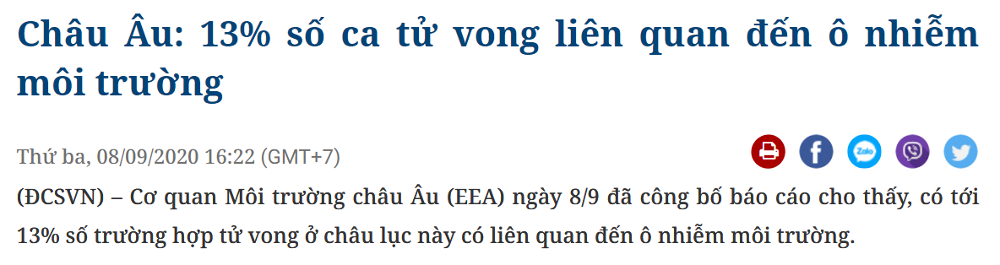 Châu Âu: 13% số ca tử vong liên quan đến ô nhiễm
môi trường
Thứ ba, 08/09/2020 16:22 (GMT+7)
Zalo
(ĐCSVN) – Cơ quan Môi trường châu Âu (EEA) ngày 8/9 đã công bố báo cáo cho thấy, có tới
13% số trường hợp tử vong ở châu lục này có liên quan đến ô nhiễm môi trường.